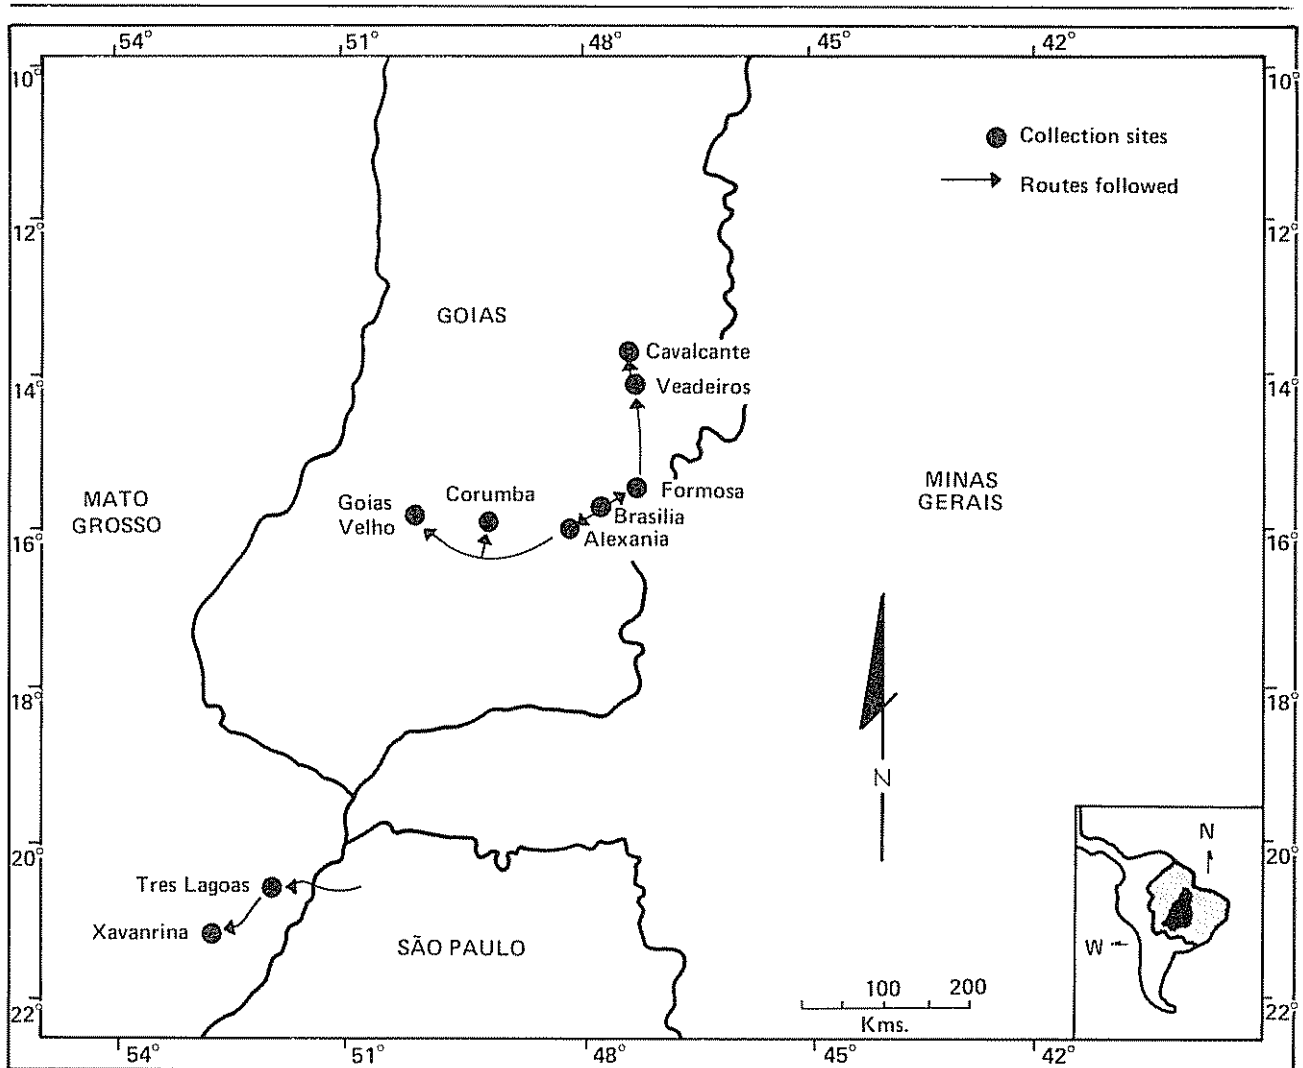 54° 51° 48° 45° 42°
10° 10°
Collection sites
Routes followed
12° 12°
GOIAS
Cavalcante
14° Veadeiros 14°
MATO
GROSSO
MINAS
GERAIS
Goias
Velho
Corumba
Formosa
Brasilia
Alexania
16° 16°
18° 18°
N
N
20° 20°
Tres Lagoas
Xavanrina
SÃO PAULO
W
100 200
Kms.
22° 22°
54° 51° 48° 45° 42°